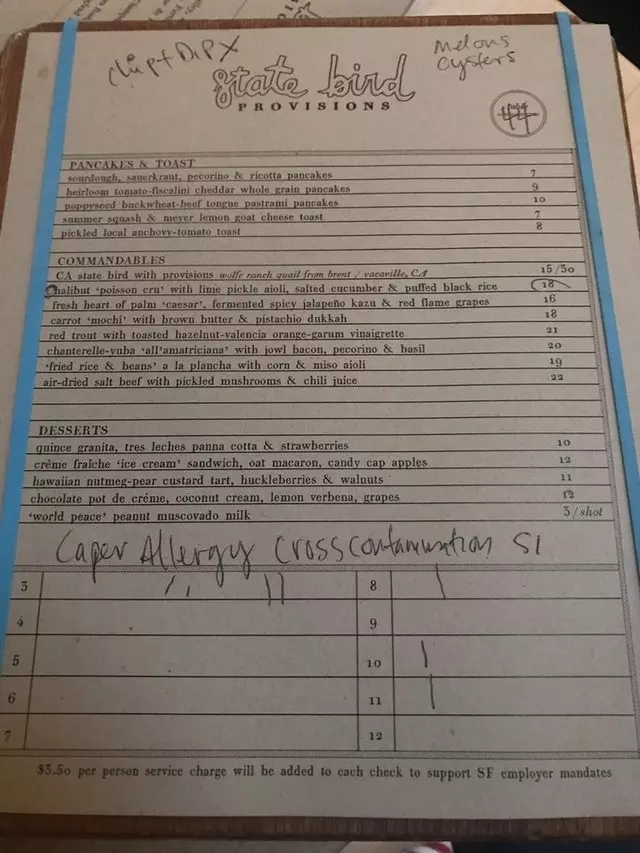 chip + Dip X
Melons
Oysters
state bird
PROVISIONS
44
PANCAKES & TOAST
sourdough, sauerkraut, pecorino & ricotta pancakes 7
heirloom tomato-fiscalini cheddar whole grain pancakes 9
poppyseed buckwheat-beef tongue pastrami pancakes 10
summer squash & meyer lemon goat cheese toast 7
pickled local anchovy-tomato toast 8
COMMANDABLES
CA state bird with provisions wolfe ranch quail from brent / vacaville, CA 15/30
halibut 'poisson cru' with lime pickle aioli, salted cucumber & puffed black rice 18
fresh heart of palm 'caesar', fermented spicy jalapeño kazu & red flame grapes 16
carrot 'mochi' with brown butter & pistachio dukkah 18
red trout with toasted hazelnut-valencia orange-garum vinaigrette 21
chanterelle-yuba 'all'amatriciana' with jowl bacon, pecorino & basil 20
'fried rice & beans' a la plancha with corn & miso aioli 19
air-dried salt beef with pickled mushrooms & chili juice 22
DESSERTS
quince granita, tres leches panna cotta & strawberries 10
crème fraîche 'ice cream' sandwich, oat macaron, candy cap apples 12
hawaiian nutmeg-pear custard tart, huckleberries & walnuts 11
chocolate pot de crème, coconut cream, lemon verbena, grapes 12
'world peace' peanut muscovado milk 3/shot
Caper Allergy Crosscontamination S1
3 8
4 9
5 10
6 11
7 12
$3.50 per person service charge will be added to each check to support SF employer mandates